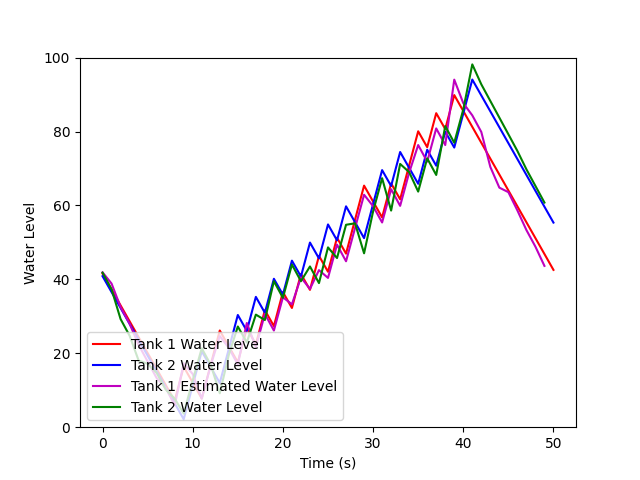 100
80
60
40
20
0
Water Level
Tank 1 Water Level
Tank 2 Water Level
Tank 1 Estimated Water Level
Tank 2 Water Level
0 10 20 30 40 50
Time (s)